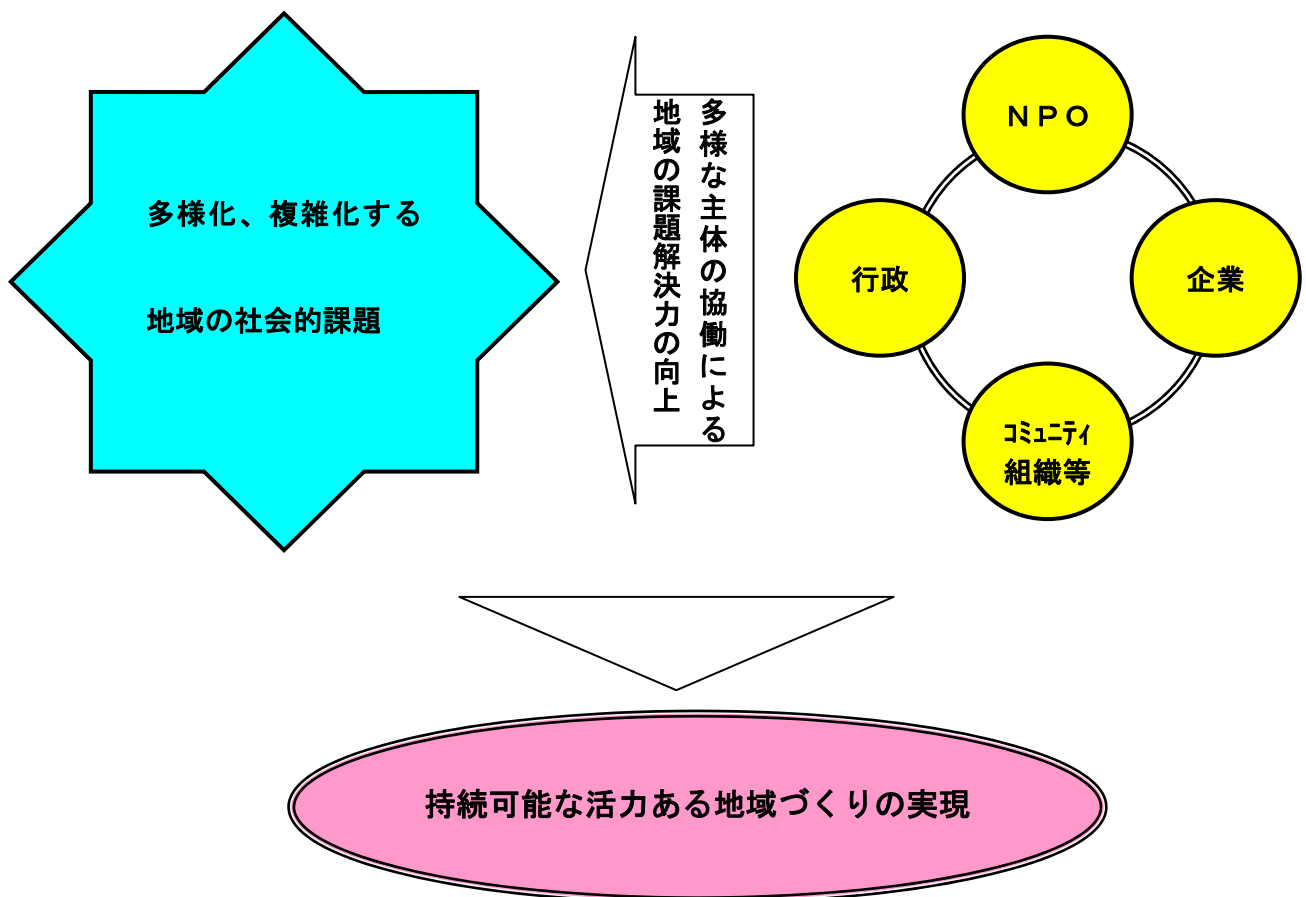 多様化、複雑化する
地域の社会的課題
多様な主体の協働による
地域の課題解決力の向上
ＮＰＯ
行政
企業
ｺﾐｭﾆﾃｨ
組織等
持続可能な活力ある地域づくりの実現